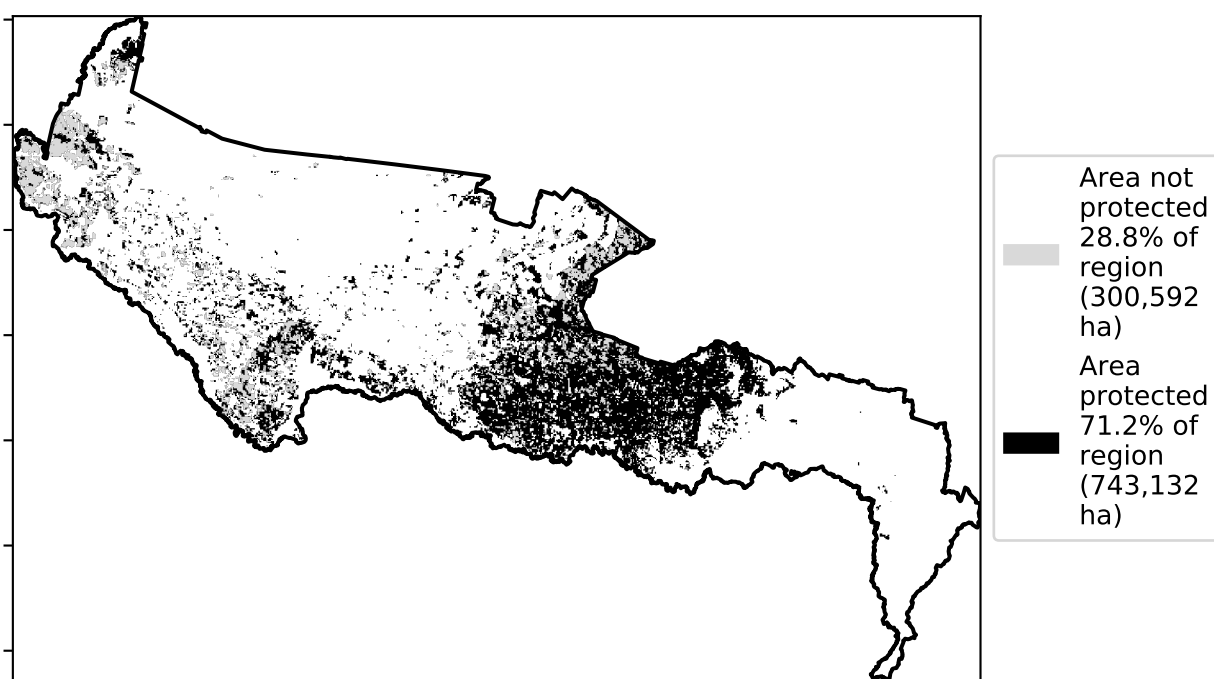 Area not
protected
28.8% of
region
(300,592
ha)
Area
protected
71.2% of
region
(743,132
ha)